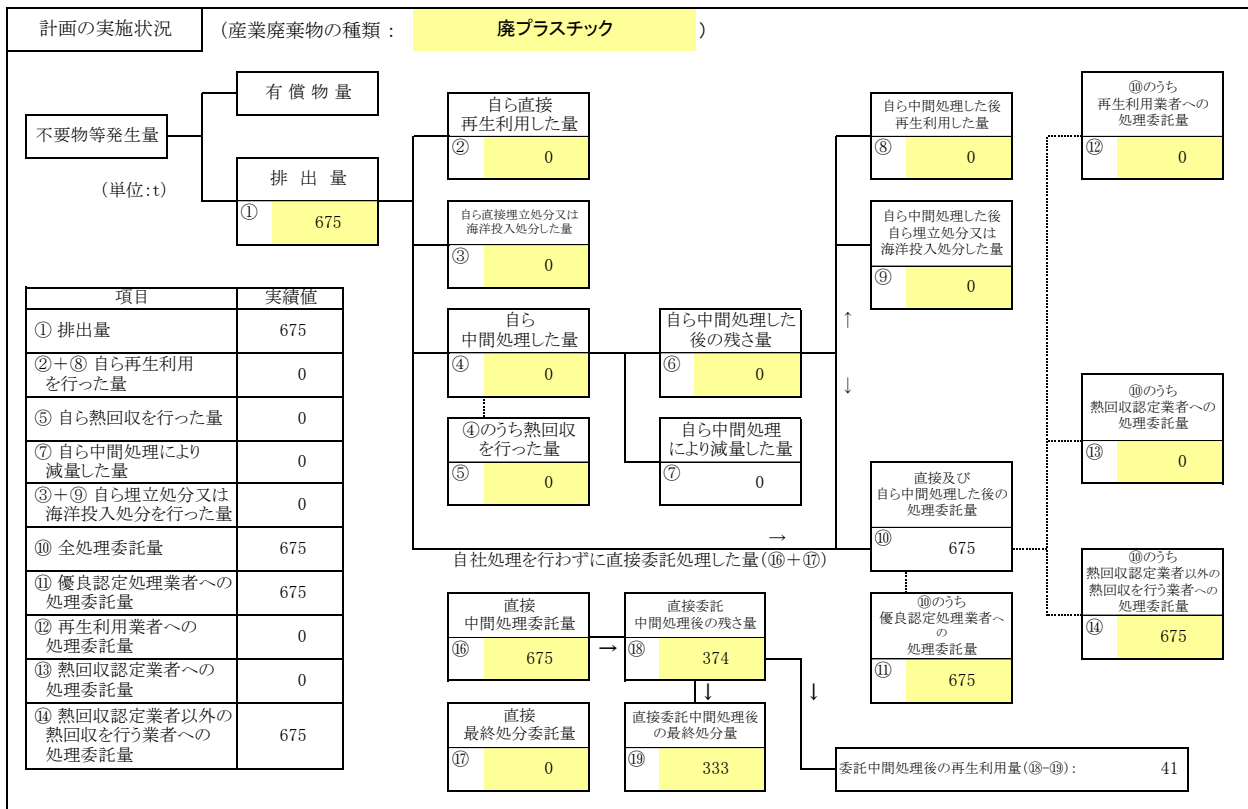 計画の実施状況
(産業廃棄物の種類： 廃プラスチック )
不要物等発生量
(単位:t)
有 償 物 量
排 出 量
① 675
自ら直接
再生利用した量
② 0
自ら直接埋立処分又は
海洋投入処分した量
③ 0
自ら
中間処理した量
④ 0
④のうち熱回収
を行った量
⑤ 0
自ら中間処理した
後の残さ量
⑥ 0
自ら中間処理
により減量した量
⑦ 0
自ら中間処理した後
再生利用した量
⑧ 0
自ら中間処理した後
自ら埋立処分又は
海洋投入処分した量
⑨ 0
↑
↓
直接及び
自ら中間処理した後の
処理委託量
⑩ 675
⑩のうち
優良認定処理業者へ
の
処理委託量
⑪ 675
⑩のうち
再生利用業者への
処理委託量
⑫ 0
⑩のうち
熱回収認定業者への
処理委託量
⑬ 0
⑩のうち
熱回収認定業者以外の
熱回収を行う業者への
処理委託量
⑭ 675
→
自社処理を行わずに直接委託処理した量(⑯+⑰)
直接
中間処理委託量
⑯ 675
→
直接委託
中間処理後の残さ量
⑱ 374
↓
↓
直接
最終処分委託量
⑰ 0
直接委託中間処理後
の最終処分量
⑲ 333
委託中間処理後の再生利用量(⑱-⑲)： 41
項目 実績値
① 排出量 675
②+⑧ 自ら再生利用
を行った量 0
⑤ 自ら熱回収を行った量 0
⑦ 自ら中間処理により
減量した量 0
③+⑨ 自ら埋立処分又は
海洋投入処分を行った量 0
⑩ 全処理委託量 675
⑪ 優良認定処理業者への
処理委託量 675
⑫ 再生利用業者への
処理委託量 0
⑬ 熱回収認定業者への
処理委託量 0
⑭ 熱回収認定業者以外の
熱回収を行う業者への
処理委託量 675